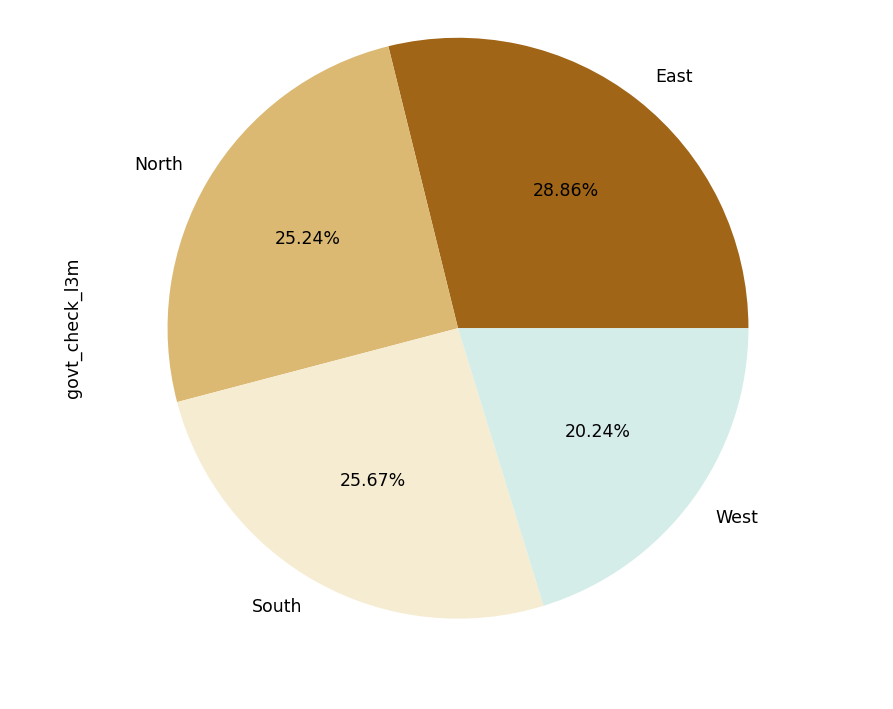 East
North
28.86%
25.24%
govt_check_l3m
20.24%
25.67%
West
South